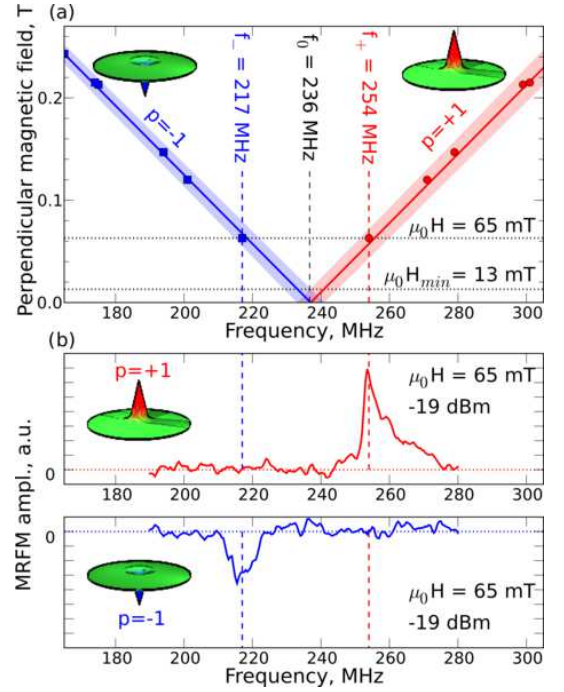 (a)
Perpendicular magnetic field, T
0.2
0.1
0.0
p=-1
f_ = 217 MHz
f0 = 236 MHz
f+ = 254 MHz
p=+1
μ0H = 65 mT
μ0Hmin = 13 mT
180 200 220 240 260 280 300
Frequency, MHz
(b)
MRFM ampl., a.u.
p=+1
μ0H = 65 mT
-19 dBm
0
180 200 220 240 260 280 300
0
p=-1
μ0H = 65 mT
-19 dBm
180 200 220 240 260 280 300
Frequency, MHz